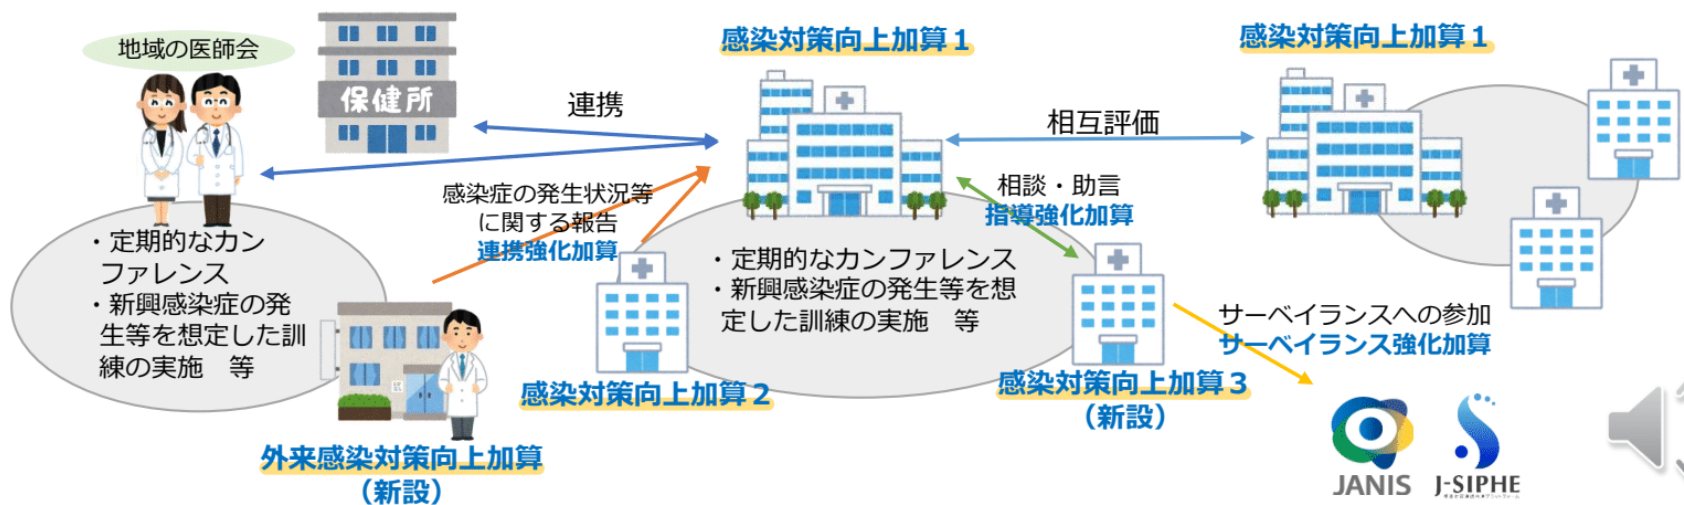 地域の医師会
保健所
連携
感染対策向上加算１
相互評価
感染対策向上加算１
感染症の発生状況等
に関する報告
連携強化加算
相談・助言
指導強化加算
・定期的なカン
ファレンス
・新興感染症の発
生等を想定した訓
練の実施　等
・定期的なカンファレンス
・新興感染症の発生等を想
定した訓練の実施　等
サーベイランスへの参加
サーベイランス強化加算
感染対策向上加算２
感染対策向上加算３
（新設）
外来感染対策向上加算
（新設）
JANIS
J-SIPHE